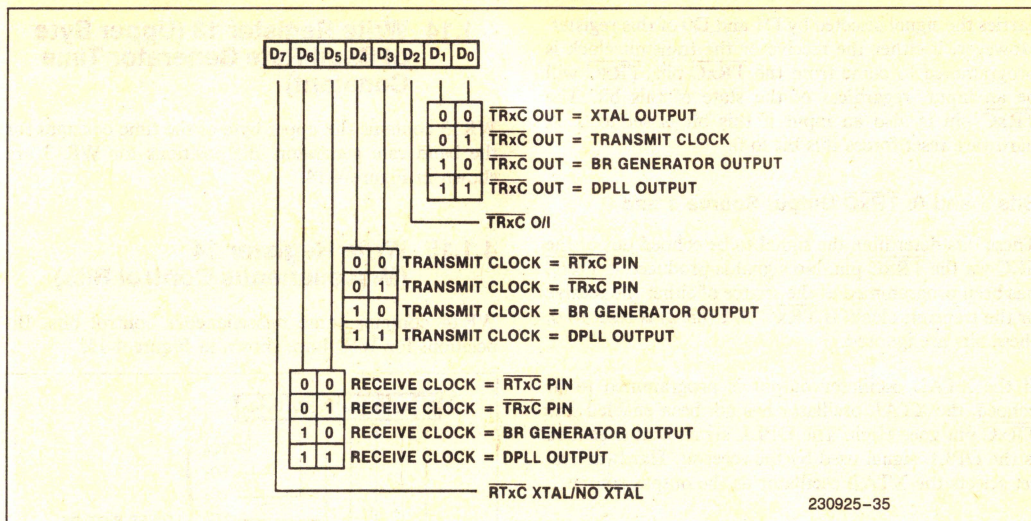 D7 D6 D5 D4 D3 D2 D1 D0
0 0 TRxC OUT = XTAL OUTPUT
0 1 TRxC OUT = TRANSMIT CLOCK
1 0 TRxC OUT = BR GENERATOR OUTPUT
1 1 TRxC OUT = DPLL OUTPUT
TRxC O/I
0 0 TRANSMIT CLOCK = RTxC PIN
0 1 TRANSMIT CLOCK = TRxC PIN
1 0 TRANSMIT CLOCK = BR GENERATOR OUTPUT
1 1 TRANSMIT CLOCK = DPLL OUTPUT
0 0 RECEIVE CLOCK = RTxC PIN
0 1 RECEIVE CLOCK = TRxC PIN
1 0 RECEIVE CLOCK = BR GENERATOR OUTPUT
1 1 RECEIVE CLOCK = DPLL OUTPUT
RTxC XTAL/NO XTAL
230925-35